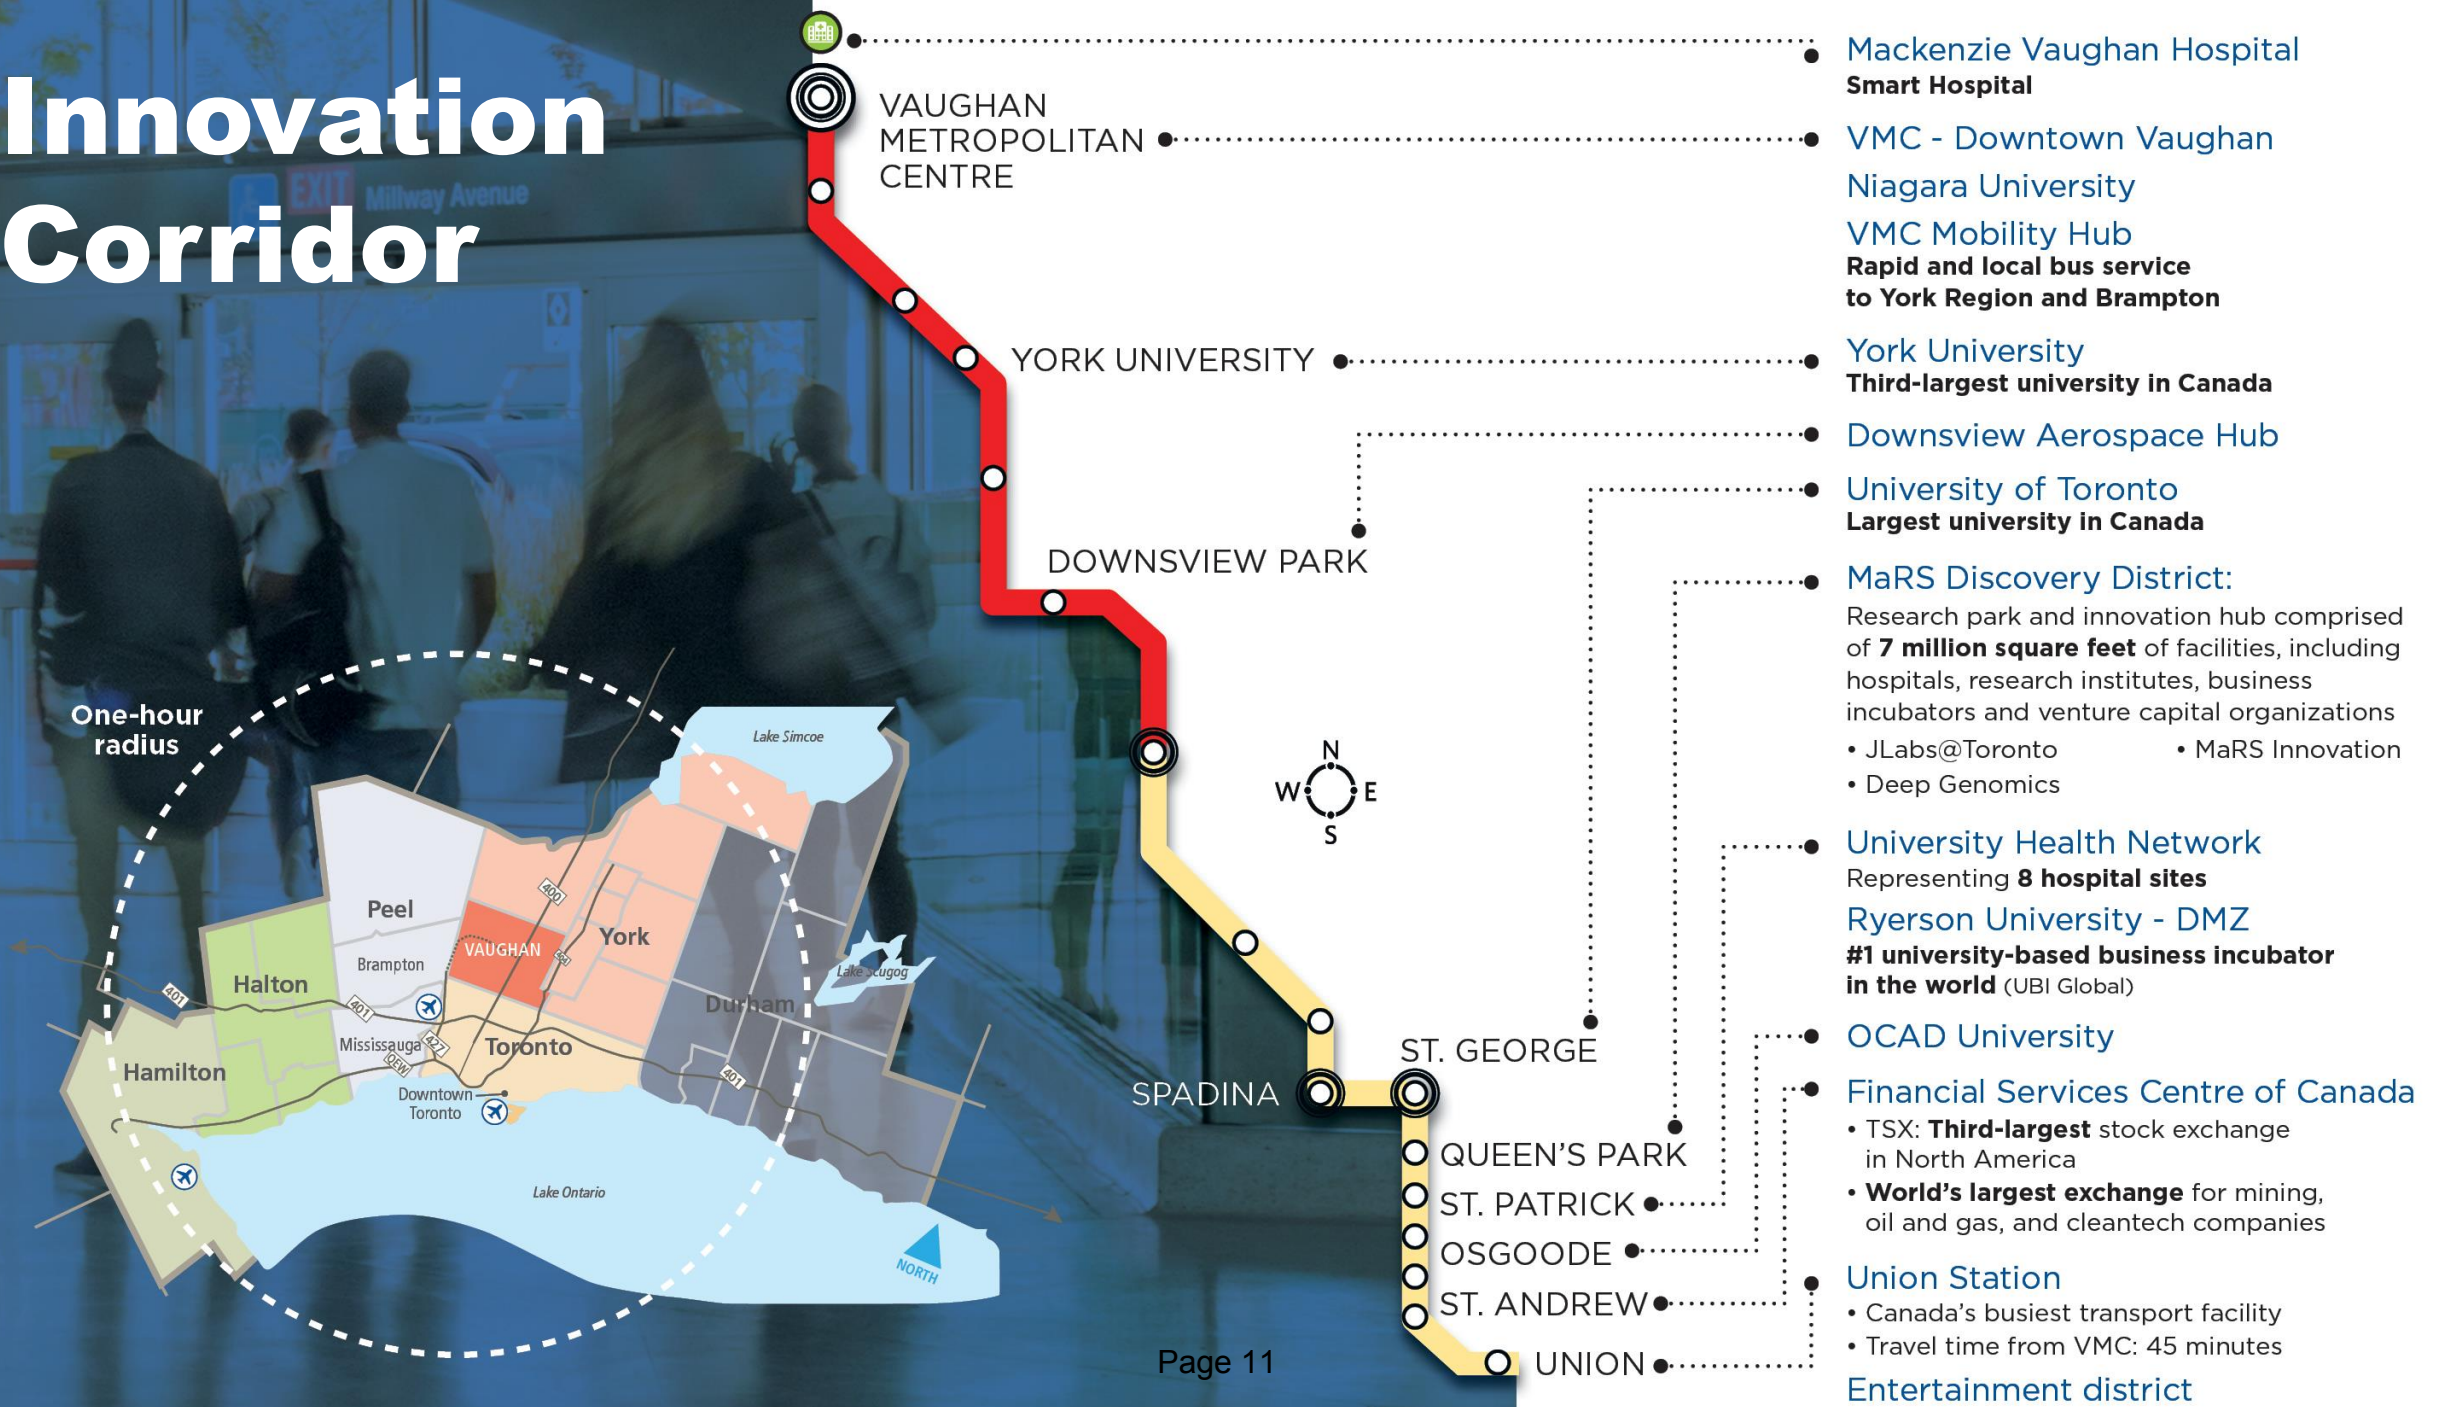 Innovation
Corridor
EXIT Millway Avenue
VAUGHAN
METROPOLITAN
CENTRE
YORK UNIVERSITY
DOWNSVIEW PARK
SPADINA
ST. GEORGE
QUEEN'S PARK
ST. PATRICK
OSGOODE
ST. ANDREW
UNION
N
W E
S
Mackenzie Vaughan Hospital
Smart Hospital
VMC - Downtown Vaughan
Niagara University
VMC Mobility Hub
Rapid and local bus service
to York Region and Brampton
York University
Third-largest university in Canada
Downsview Aerospace Hub
University of Toronto
Largest university in Canada
MaRS Discovery District:
Research park and innovation hub comprised
of 7 million square feet of facilities, including
hospitals, research institutes, business
incubators and venture capital organizations
• JLabs@Toronto • MaRS Innovation
• Deep Genomics
University Health Network
Representing 8 hospital sites
Ryerson University - DMZ
#1 university-based business incubator
in the world (UBI Global)
OCAD University
Financial Services Centre of Canada
• TSX: Third-largest stock exchange
in North America
• World's largest exchange for mining,
oil and gas, and cleantech companies
Union Station
• Canada's busiest transport facility
• Travel time from VMC: 45 minutes
Entertainment district
One-hour
radius
Lake Simcoe
Peel
400
VAUGHAN
York
Brampton
Lake Scugog
Halton
401
401
Durham
Mississauga
427
QEW
Toronto
Hamilton
401
Downtown
Toronto
Lake Ontario
NORTH
Page 11